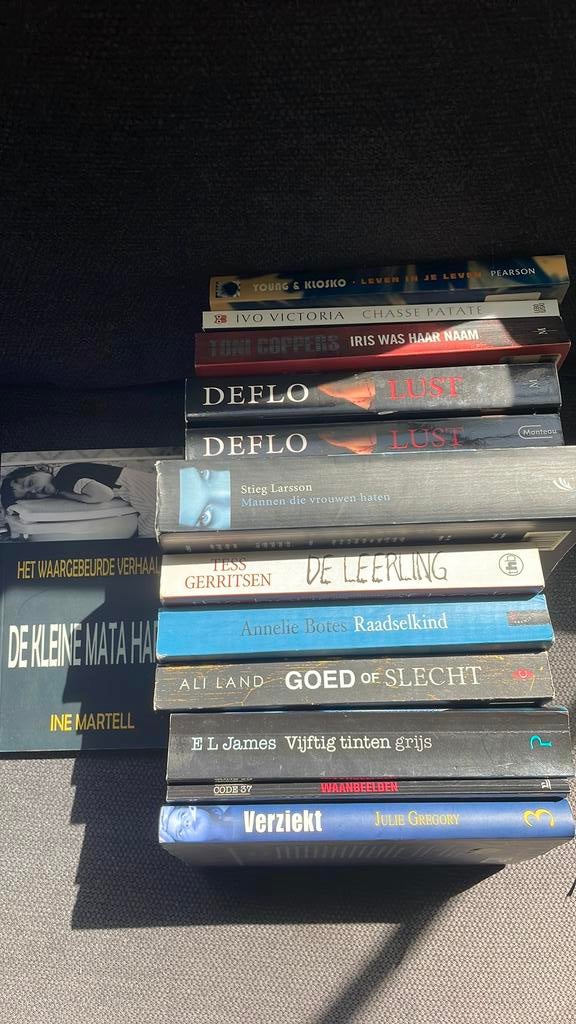 YOUNG & KLOSKO · LEVEN IN JE LEVEN PEARSON
IVO VICTORIA CHASSE PATATE
TONI COPPERS IRIS WAS HAAR NAAM M
DEFLO LUST M
DEFLO LUST Manteau
Stieg Larsson
Mannen die vrouwen haten
TESS
GERRITSEN DE LEERLING
Annelie Botes Raadselkind
ALI LAND GOED OF SLECHT
E L James Vijftig tinten grijs
CODE 37 WAANBEELDEN
Verziekt JULIE GREGORY 3
HET WAARGEBEURDE VERHAAL
DE KLEINE MATA HA
INE MARTELL